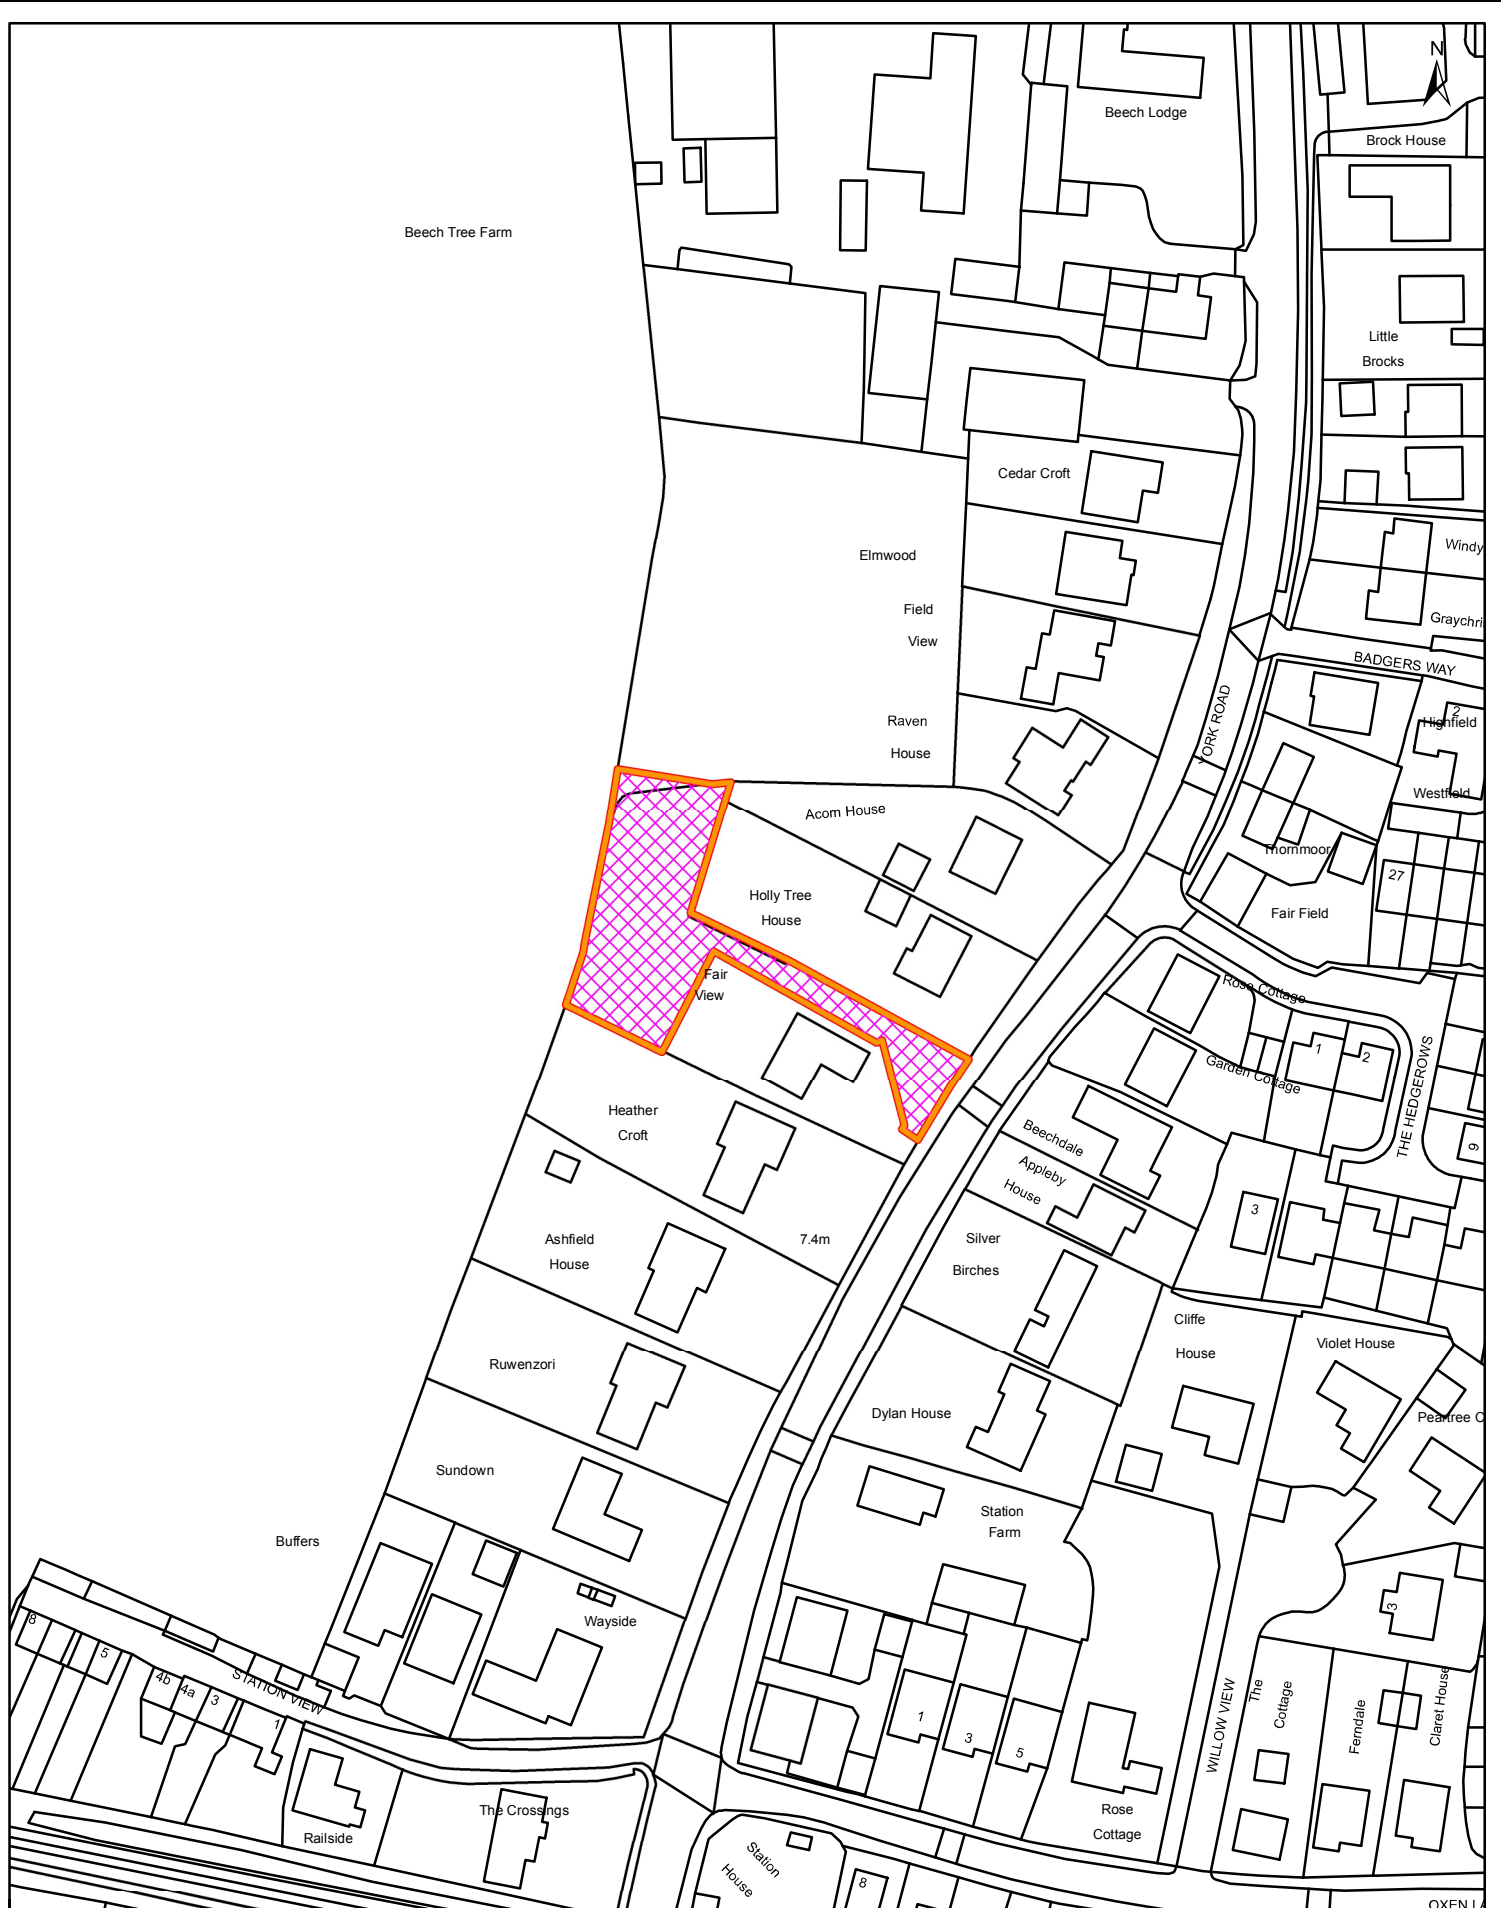 N
Beech Lodge
Brock House
Beech Tree Farm
Little
Brocks
Cedar Croft
Elmwood
Windy
Field
View
Graychri
BADGERS WAY
YORK ROAD
2
Highfield
Raven
House
Westfield
Acorn House
Thornmoor
27
Holly Tree
House
Fair Field
Fair
View
Rose Cottage
1
2
Garden Cottage
THE HEDGEROWS
Heather
Croft
Beechdale
9
Appleby
House
3
Ashfield
House
7.4m
Silver
Birches
Cliffe
House
Violet House
Ruwenzori
Dylan House
Peartree C
Sundown
Station
Farm
Buffers
Wayside
3
8
5
4b
4a
3
1
STATION VIEW
1
3
5
WILLOW VIEW
The
Cottage
Ferndale
Claret House
The Crossings
Railside
Rose
Cottage
Station
House
8
OXEN LA